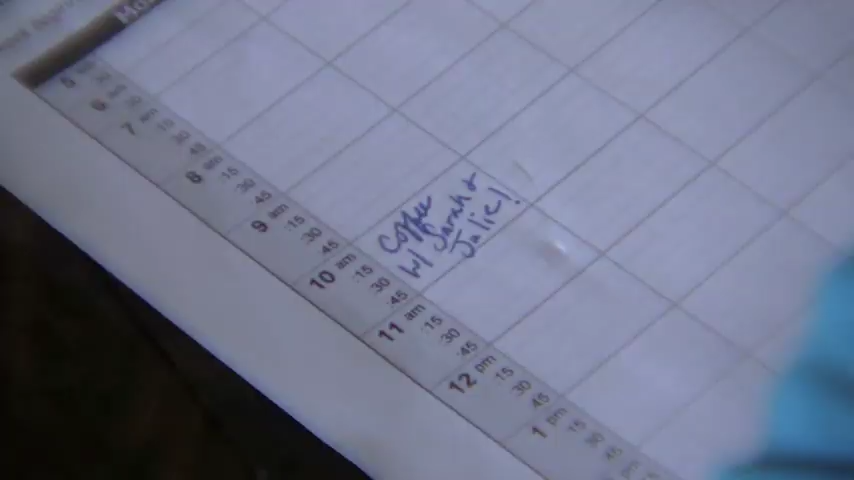 Mo
6
7 am :15 :30 :45
8 am :15 :30 :45
9 am :15 :30 :45
10 am :15 :30 :45
11 am :15 :30 :45
12 pm :15 :30 :45
1 pm :15 :30 :45
Coffee
w/ Sarah &
Julie!